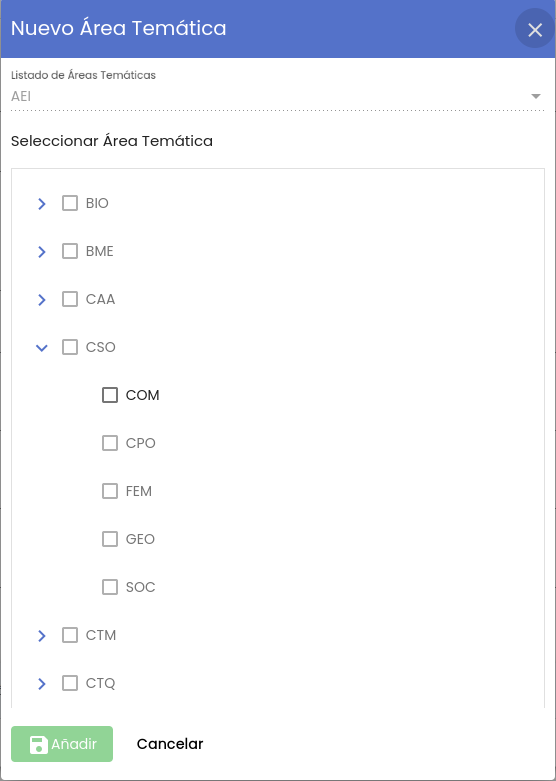 Nuevo Área Temática
Listado de Áreas Temáticas
AEI
Seleccionar Área Temática
BIO
BME
CAA
CSO
COM
CPO
FEM
GEO
SOC
CTM
CTQ
Añadir
Cancelar